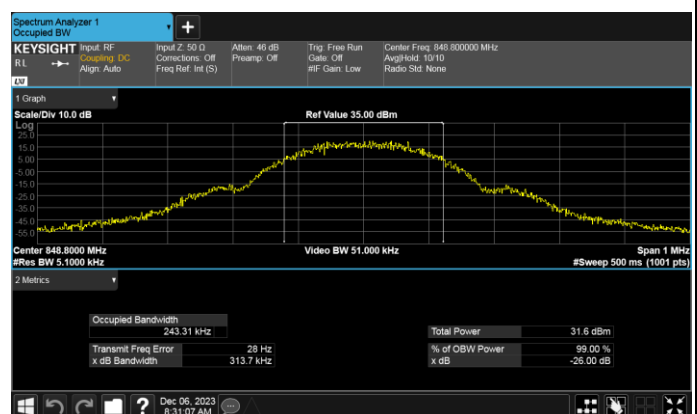 Spectrum Analyzer 1
Occupied BW
KEYSIGHT Input: RF Input Z: 50 Ω Atten: 46 dB Trig: Free Run Center Freq: 848.800000 MHz
RL Coupling: DC Corrections: Off Preamp: Off Gate: Off Avg|Hold: 10/10
Align: Auto Freq Ref: Int (S) #IF Gain: Low Radio Std: None
LXI
1 Graph
Scale/Div 10.0 dB Ref Value 35.00 dBm
Log
25.0
15.0
5.00
-5.00
-15.0
-25.0
-35.0
-45.0
-55.0
Center 848.8000 MHz Video BW 51.000 kHz Span 1 MHz
#Res BW 5.1000 kHz #Sweep 500 ms (1001 pts)
2 Metrics
Occupied Bandwidth
243.31 kHz Total Power 31.6 dBm
Transmit Freq Error 28 Hz % of OBW Power 99.00 %
x dB Bandwidth 313.7 kHz x dB -26.00 dB
Dec 06, 2023
8:31:07 AM